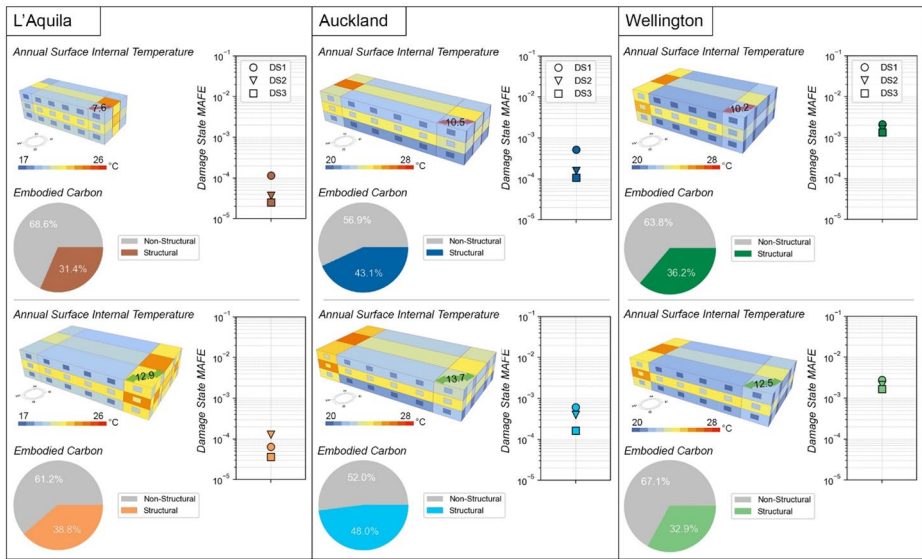 L'Aquila
Annual Surface Internal Temperature
7.6
17 26 °C
Embodied Carbon
68.6%
31.4%
Non-Structural
Structural
Damage State MAFE
10⁻¹
10⁻²
10⁻³
10⁻⁴
10⁻⁵
DS1
DS2
DS3
Annual Surface Internal Temperature
12.9
17 26 °C
Embodied Carbon
61.2%
38.8%
Non-Structural
Structural
Damage State MAFE
10⁻¹
10⁻²
10⁻³
10⁻⁴
10⁻⁵
Auckland
Annual Surface Internal Temperature
10.5
20 28 °C
Embodied Carbon
56.9%
43.1%
Non-Structural
Structural
Damage State MAFE
10⁻¹
10⁻²
10⁻³
10⁻⁴
10⁻⁵
DS1
DS2
DS3
Annual Surface Internal Temperature
13.7
20 28 °C
Embodied Carbon
52.0%
48.0%
Non-Structural
Structural
Damage State MAFE
10⁻¹
10⁻²
10⁻³
10⁻⁴
10⁻⁵
Wellington
Annual Surface Internal Temperature
10.2
20 28 °C
Embodied Carbon
63.8%
36.2%
Non-Structural
Structural
Damage State MAFE
10⁻¹
10⁻²
10⁻³
10⁻⁴
10⁻⁵
DS1
DS2
DS3
Annual Surface Internal Temperature
12.5
20 28 °C
Embodied Carbon
67.1%
32.9%
Non-Structural
Structural
Damage State MAFE
10⁻¹
10⁻²
10⁻³
10⁻⁴
10⁻⁵